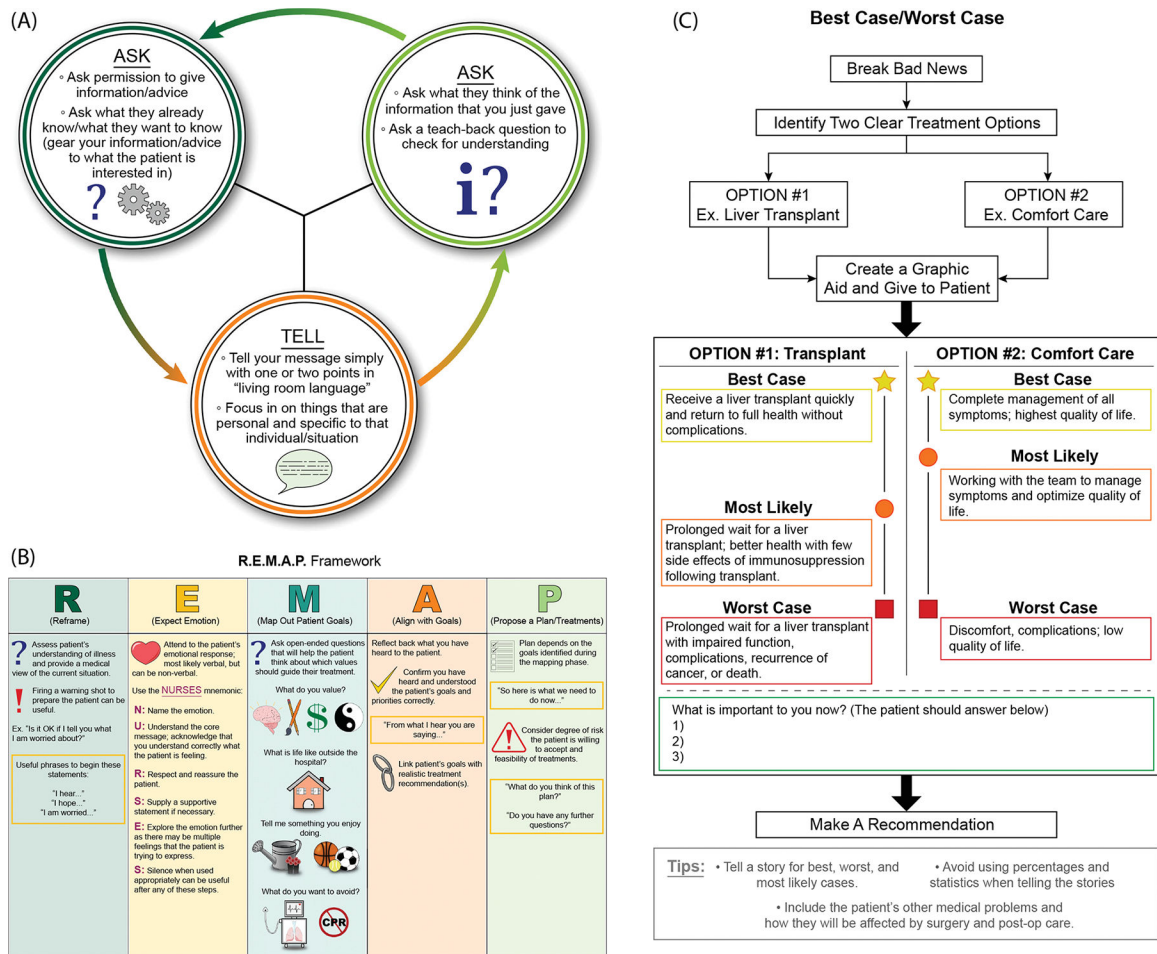 (A)
ASK
◦ Ask permission to give
information/advice
◦ Ask what they already
know/what they want to know
(gear your information/advice
to what the patient is
interested in)
?
ASK
◦ Ask what they think of the
information that you just gave
◦ Ask a teach-back question to
check for understanding
i?
TELL
◦ Tell your message simply
with one or two points in
"living room language"
◦ Focus in on things that are
personal and specific to that
individual/situation
(B)
R.E.M.A.P. Framework
R
(Reframe)
? Assess patient's
understanding of illness
and provide a medical
view of the current situation.
! Firing a warning shot to
prepare the patient can be
useful.
Ex. "Is it OK if I tell you what
I am worried about?"
Useful phrases to begin these
statements:
"I hear..."
"I hope..."
"I am worried..."
E
(Expect Emotion)
Attend to the patient's
emotional response;
most likely verbal, but
can be non-verbal.
Use the NURSES mnemonic:
N: Name the emotion.
U: Understand the core
message; acknowledge that
you understand correctly what
the patient is feeling.
R: Respect and reassure the
patient.
S: Supply a supportive
statement if necessary.
E: Explore the emotion further
as there may be multiple
feelings that the patient is
trying to express.
S: Silence when used
appropriately can be useful
after any of these steps.
M
(Map Out Patient Goals)
? Ask open-ended questions
that will help the patient
think about which values
should guide their treatment.
What do you value?
$
What is life like outside the
hospital?
Tell me something you enjoy
doing.
What do you want to avoid?
CPR
A
(Align with Goals)
Reflect back what you have
heard to the patient.
Confirm you have
heard and understood
the patient's goals and
priorities correctly.
"From what I hear you are
saying..."
Link patient's goals with
realistic treatment
recommendation(s).
P
(Propose a Plan/Treatments)
Plan depends on the
goals identified during
the mapping phase.
"So here is what we need to
do now..."
! Consider degree of risk
the patient is willing to
accept and
feasibility of treatments.
"What do you think of this
plan?"
"Do you have any further
questions?"
(C)
Best Case/Worst Case
Break Bad News
Identify Two Clear Treatment Options
OPTION #1
Ex. Liver Transplant
OPTION #2
Ex. Comfort Care
Create a Graphic
Aid and Give to Patient
OPTION #1: Transplant
Best Case
Receive a liver transplant quickly
and return to full health without
complications.
Most Likely
Prolonged wait for a liver
transplant; better health with few
side effects of immunosuppression
following transplant.
Worst Case
Prolonged wait for a liver transplant
with impaired function,
complications, recurrence of
cancer, or death.
OPTION #2: Comfort Care
Best Case
Complete management of all
symptoms; highest quality of life.
Most Likely
Working with the team to manage
symptoms and optimize quality of
life.
Worst Case
Discomfort, complications; low
quality of life.
What is important to you now? (The patient should answer below)
1)
2)
3)
Make A Recommendation
Tips:
• Tell a story for best, worst, and
most likely cases.
• Avoid using percentages and
statistics when telling the stories
• Include the patient's other medical problems and
how they will be affected by surgery and post-op care.